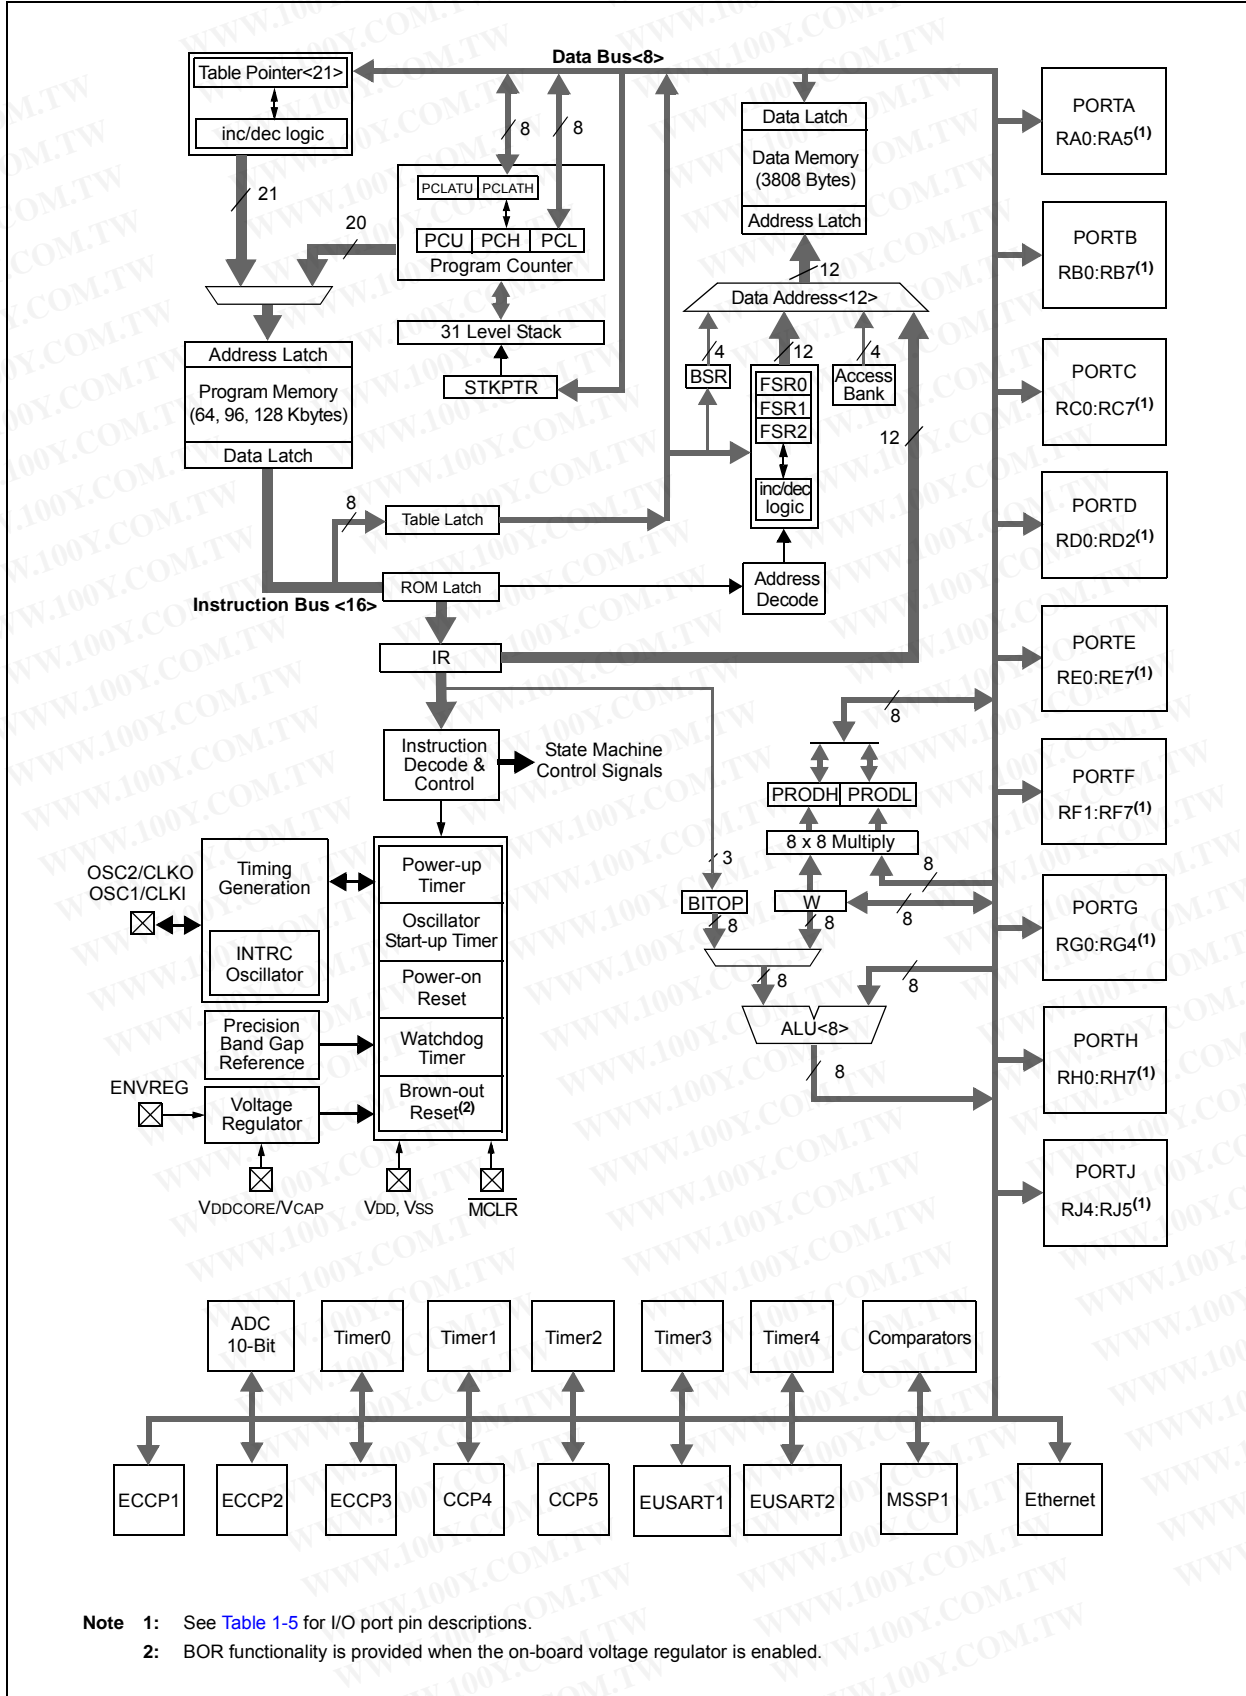 Data Bus<8>
Table Pointer<21>
inc/dec logic
21
20
8
8
PCLATU PCLATH
PCU PCH PCL
Program Counter
31 Level Stack
STKPTR
Address Latch
Program Memory
(64, 96, 128 Kbytes)
Data Latch
8
Table Latch
ROM Latch
Instruction Bus <16>
IR
Data Latch
Data Memory
(3808 Bytes)
Address Latch
12
Data Address<12>
4
12
4
BSR
FSR0
FSR1
FSR2
inc/dec
logic
Access
Bank
12
Address
Decode
Instruction
Decode &
Control
State Machine
Control Signals
8
PRODH PRODL
8 x 8 Multiply
3
8
BITOP
W
8
8
8
8
8
ALU<8>
8
OSC2/CLKO
OSC1/CLKI
Timing
Generation
INTRC
Oscillator
Power-up
Timer
Oscillator
Start-up Timer
Power-on
Reset
Watchdog
Timer
Brown-out
Reset(2)
Precision
Band Gap
Reference
ENVREG
Voltage
Regulator
VDDCORE/VCAP
VDD, VSS
MCLR
PORTA
RA0:RA5(1)
PORTB
RB0:RB7(1)
PORTC
RC0:RC7(1)
PORTD
RD0:RD2(1)
PORTE
RE0:RE7(1)
PORTF
RF1:RF7(1)
PORTG
RG0:RG4(1)
PORTH
RH0:RH7(1)
PORTJ
RJ4:RJ5(1)
ADC
10-Bit
Timer0
Timer1
Timer2
Timer3
Timer4
Comparators
ECCP1
ECCP2
ECCP3
CCP4
CCP5
EUSART1
EUSART2
MSSP1
Ethernet
Note 1: See Table 1-5 for I/O port pin descriptions.
2: BOR functionality is provided when the on-board voltage regulator is enabled.
WWW.100Y.COM.TW